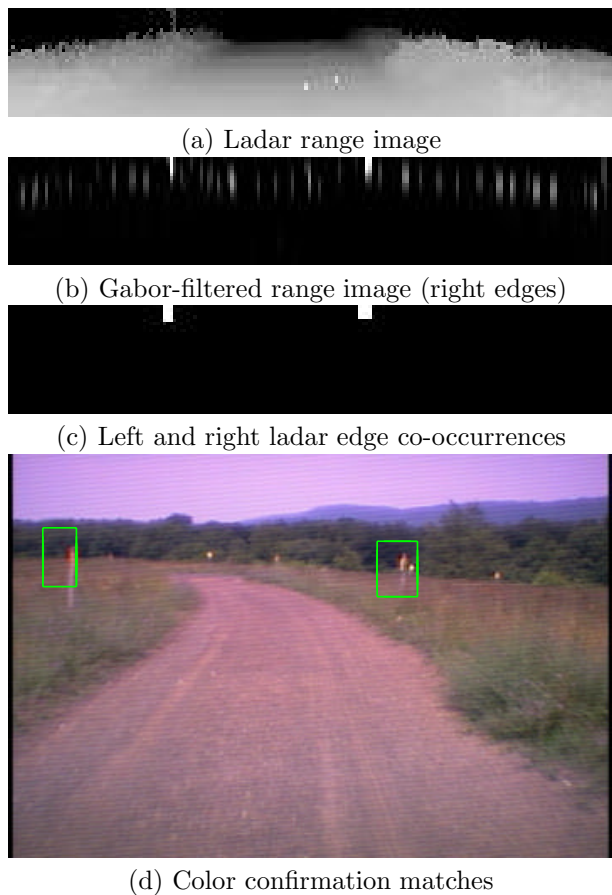 (a) Ladar range image
(b) Gabor-filtered range image (right edges)
(c) Left and right ladar edge co-occurrences
(d) Color confirmation matches